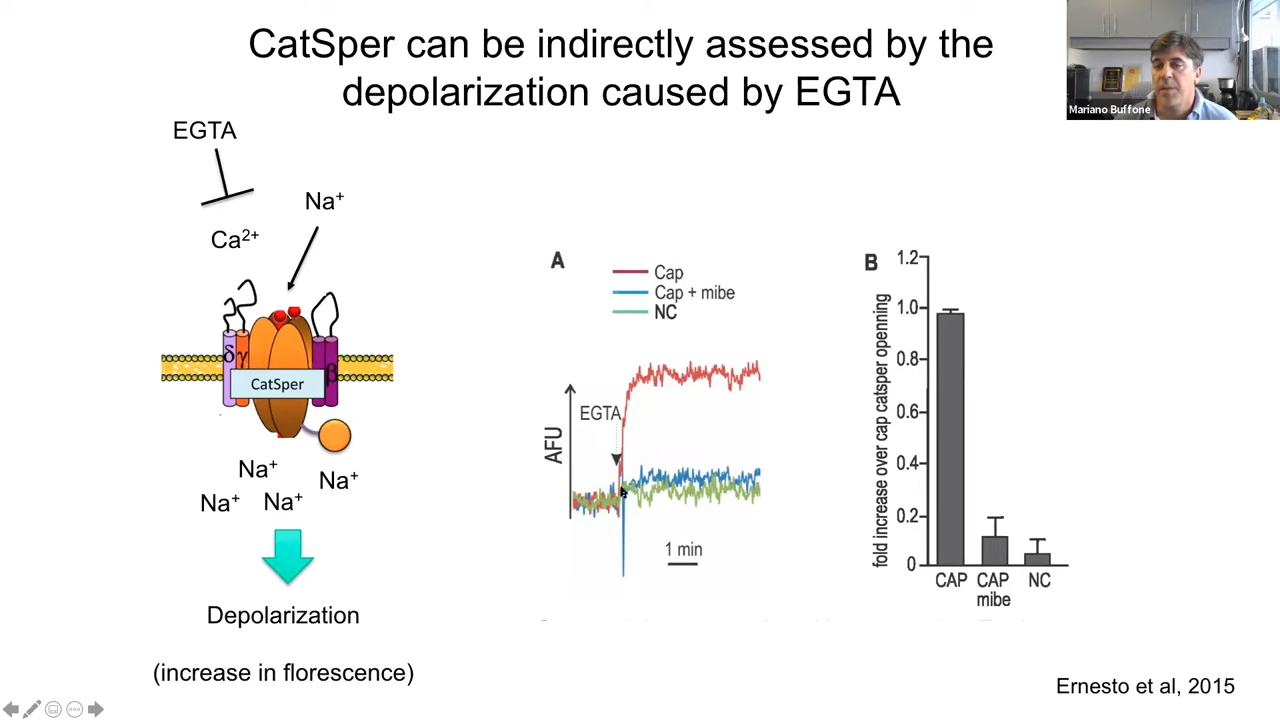 CatSper can be indirectly assessed by the
depolarization caused by EGTA
Mariano Buffone
EGTA
Na+
Ca2+
δ
γ
β
CatSper
Na+
Na+
Na+
Na+
Depolarization
(increase in florescence)
A
Cap
Cap + mibe
NC
EGTA
AFU
1 min
B
fold increase over cap catsper openning
1.2
1.0
0.8
0.6
0.4
0.2
0
CAP
CAP
mibe
NC
Ernesto et al, 2015